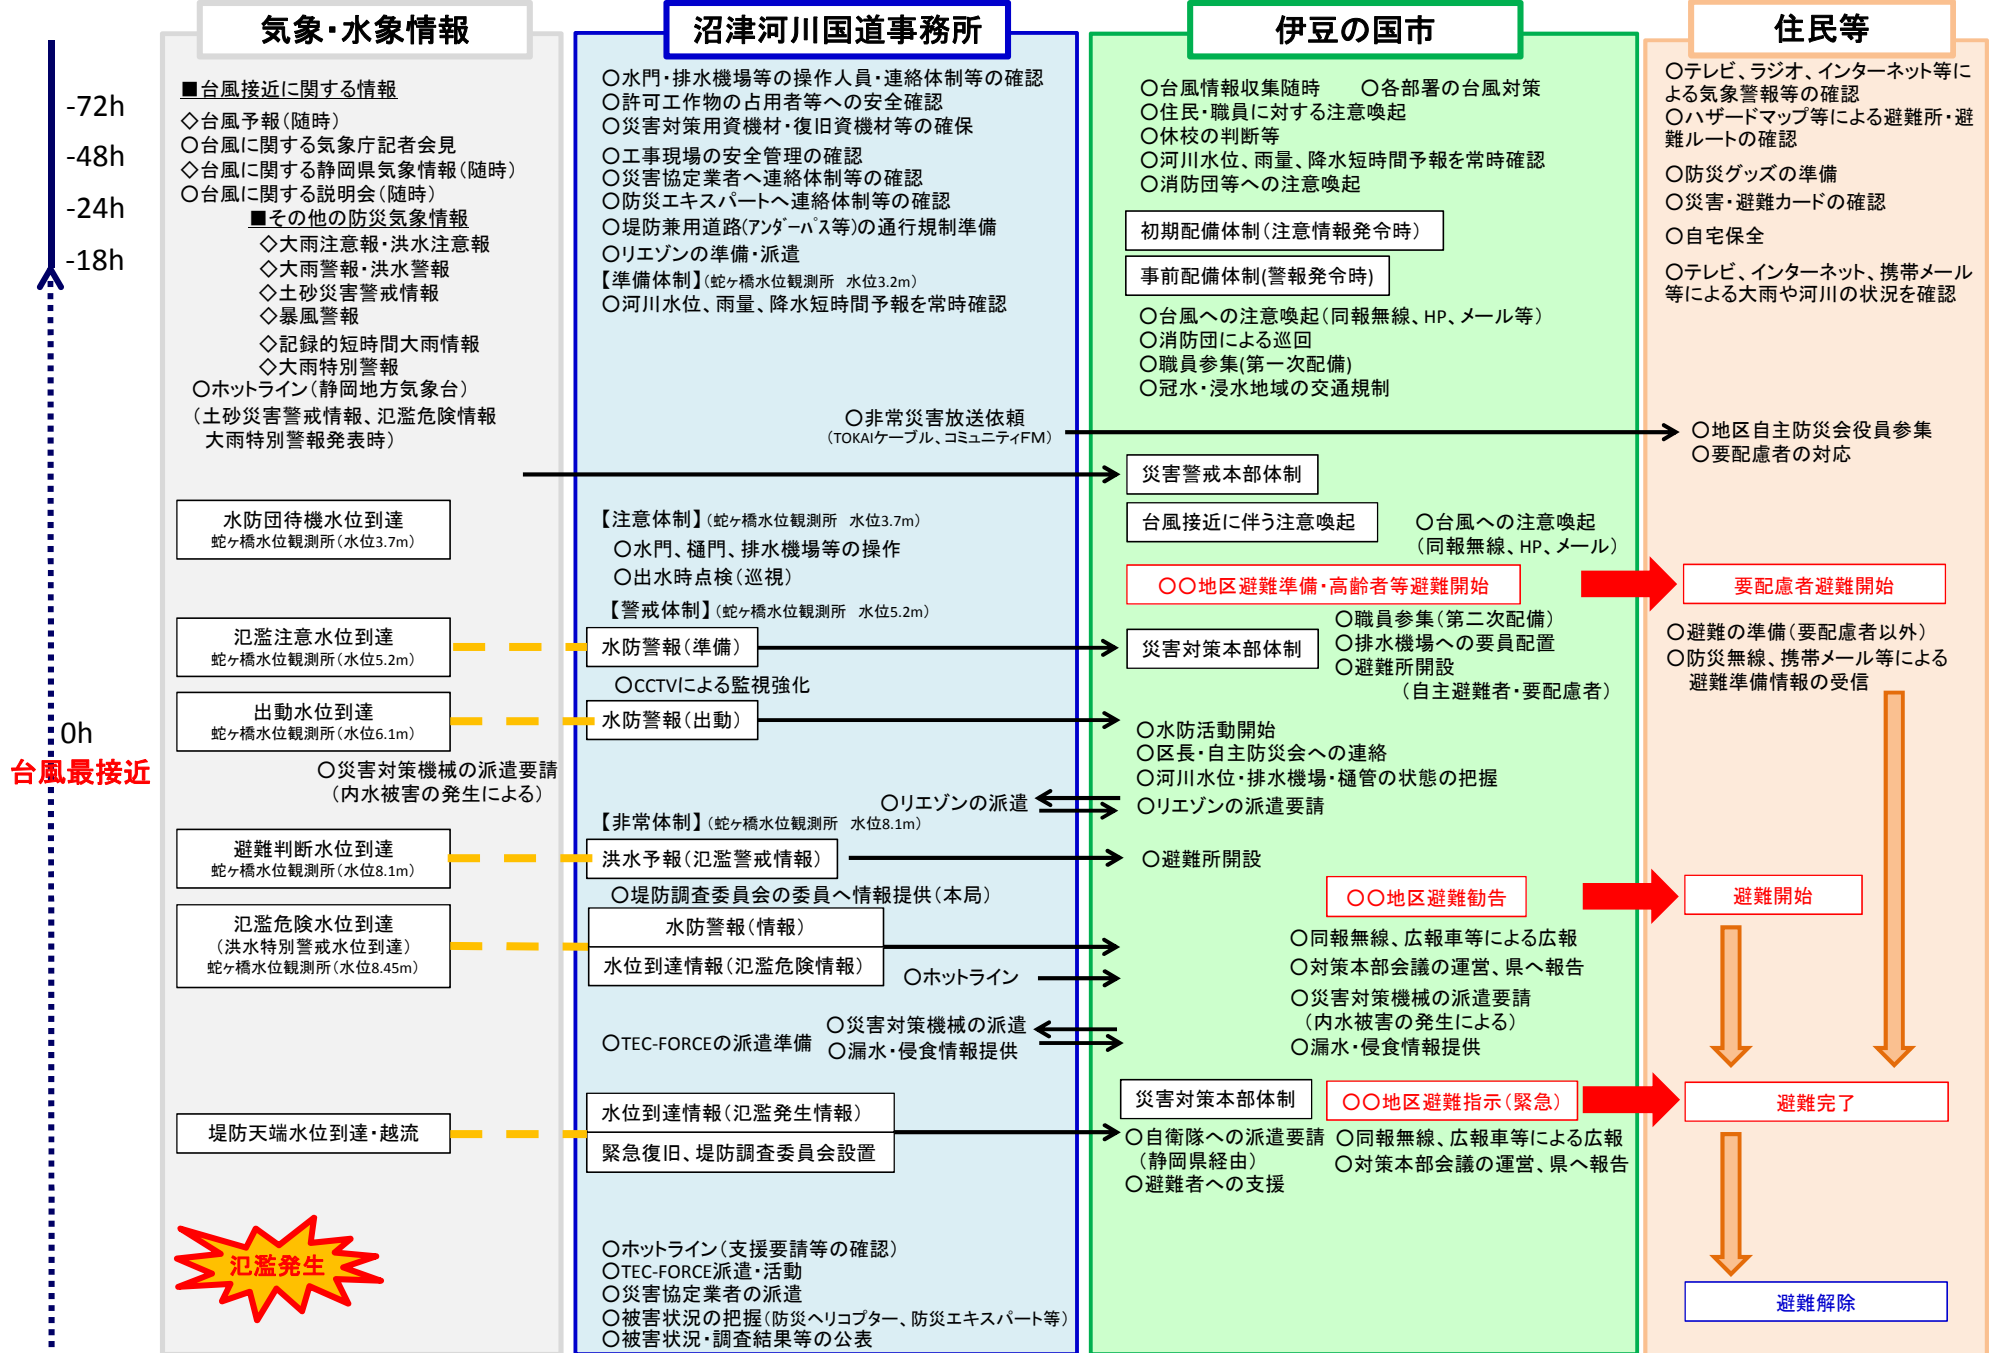 気象・水象情報
沼津河川国道事務所
伊豆の国市
住民等
-72h
-48h
-24h
-18h
0h
台風最接近
■台風接近に関する情報
◇台風予報(随時)
○台風に関する気象庁記者会見
◇台風に関する静岡県気象情報(随時)
○台風に関する説明会(随時)
■その他の防災気象情報
◇大雨注意報・洪水注意報
◇大雨警報・洪水警報
◇土砂災害警戒情報
◇暴風警報
◇記録的短時間大雨情報
◇大雨特別警報
○ホットライン(静岡地方気象台)
(土砂災害警戒情報、氾濫危険情報
大雨特別警報発表時)
水防団待機水位到達
蛇ヶ橋水位観測所(水位3.7m)
氾濫注意水位到達
蛇ヶ橋水位観測所(水位5.2m)
出動水位到達
蛇ヶ橋水位観測所(水位6.1m)
○災害対策機械の派遣要請
(内水被害の発生による)
避難判断水位到達
蛇ヶ橋水位観測所(水位8.1m)
氾濫危険水位到達
(洪水特別警戒水位到達)
蛇ヶ橋水位観測所(水位8.45m)
堤防天端水位到達・越流
氾濫発生
○水門・排水機場等の操作人員・連絡体制等の確認
○許可工作物の占用者等への安全確認
○災害対策用資機材・復旧資機材等の確保
○工事現場の安全管理の確認
○災害協定業者へ連絡体制等の確認
○防災エキスパートへ連絡体制等の確認
○堤防兼用道路(アンダーパス等)の通行規制準備
○リエゾンの準備・派遣
【準備体制】(蛇ヶ橋水位観測所 水位3.2m)
○河川水位、雨量、降水短時間予報を常時確認
○非常災害放送依頼
(TOKAIケーブル、コミュニティFM)
【注意体制】(蛇ヶ橋水位観測所 水位3.7m)
○水門、樋門、排水機場等の操作
○出水時点検(巡視)
【警戒体制】(蛇ヶ橋水位観測所 水位5.2m)
水防警報(準備)
○CCTVによる監視強化
水防警報(出動)
○リエゾンの派遣
【非常体制】(蛇ヶ橋水位観測所 水位8.1m)
洪水予報(氾濫警戒情報)
○堤防調査委員会の委員へ情報提供(本局)
水防警報(情報)
水位到達情報(氾濫危険情報)
○ホットライン
○災害対策機械の派遣
○TEC-FORCEの派遣準備
○漏水・侵食情報提供
水位到達情報(氾濫発生情報)
緊急復旧、堤防調査委員会設置
○ホットライン(支援要請等の確認)
○TEC-FORCE派遣・活動
○災害協定業者の派遣
○被害状況の把握(防災ヘリコプター、防災エキスパート等)
○被害状況・調査結果等の公表
○台風情報収集随時 ○各部署の台風対策
○住民・職員に対する注意喚起
○休校の判断等
○河川水位、雨量、降水短時間予報を常時確認
○消防団等への注意喚起
初期配備体制(注意情報発令時)
事前配備体制(警報発令時)
○台風への注意喚起(同報無線、HP、メール等)
○消防団による巡回
○職員参集(第一次配備)
○冠水・浸水地域の交通規制
災害警戒本部体制
台風接近に伴う注意喚起
○台風への注意喚起
(同報無線、HP、メール)
○○地区避難準備・高齢者等避難開始
○職員参集(第二次配備)
災害対策本部体制
○排水機場への要員配置
○避難所開設
(自主避難者・要配慮者)
○水防活動開始
○区長・自主防災会への連絡
○河川水位・排水機場・樋管の状態の把握
○リエゾンの派遣要請
○避難所開設
○○地区避難勧告
○同報無線、広報車等による広報
○対策本部会議の運営、県へ報告
○災害対策機械の派遣要請
(内水被害の発生による)
○漏水・侵食情報提供
災害対策本部体制
○○地区避難指示(緊急)
○自衛隊への派遣要請
(静岡県経由)
○避難者への支援
○同報無線、広報車等による広報
○対策本部会議の運営、県へ報告
○テレビ、ラジオ、インターネット等に
よる気象警報等の確認
○ハザードマップ等による避難所・避
難ルートの確認
○防災グッズの準備
○災害・避難カードの確認
○自宅保全
○テレビ、インターネット、携帯メール
等による大雨や河川の状況を確認
○地区自主防災会役員参集
○要配慮者の対応
要配慮者避難開始
○避難の準備(要配慮者以外)
○防災無線、携帯メール等による
避難準備情報の受信
避難開始
避難完了
避難解除